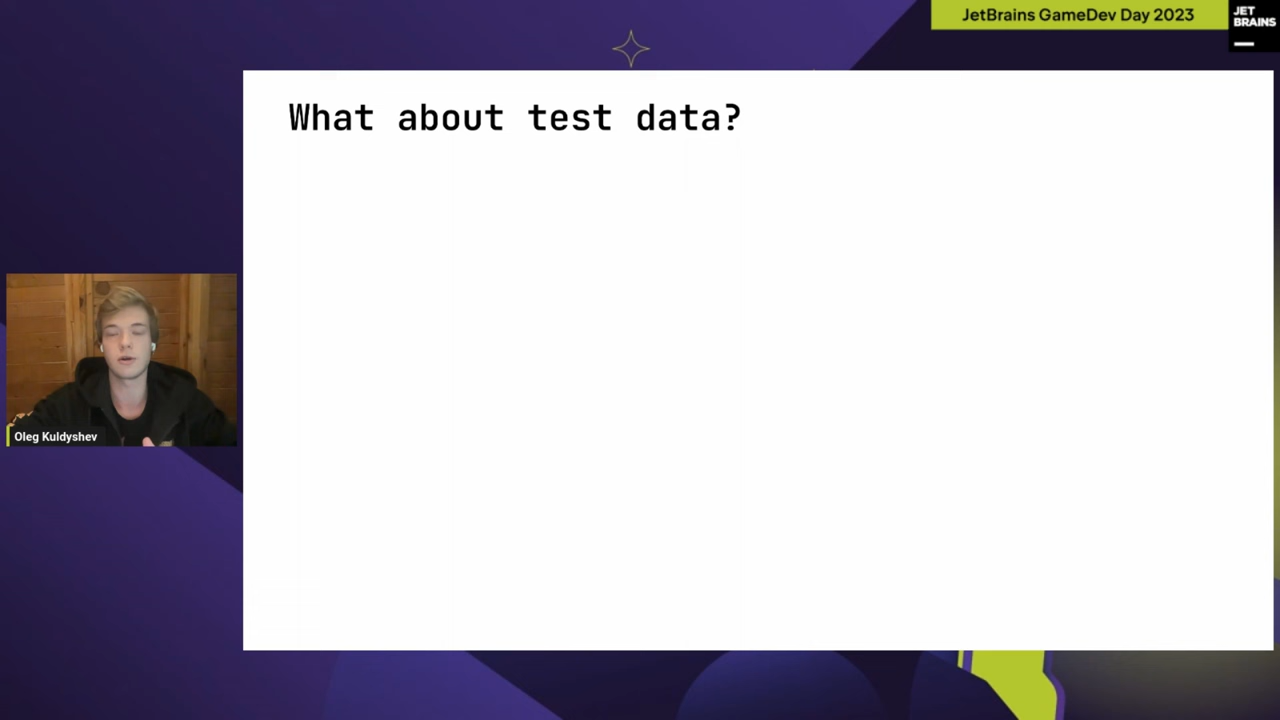 JetBrains GameDev Day 2023
JET
BRAINS
What about test data?
Oleg Kuldyshev